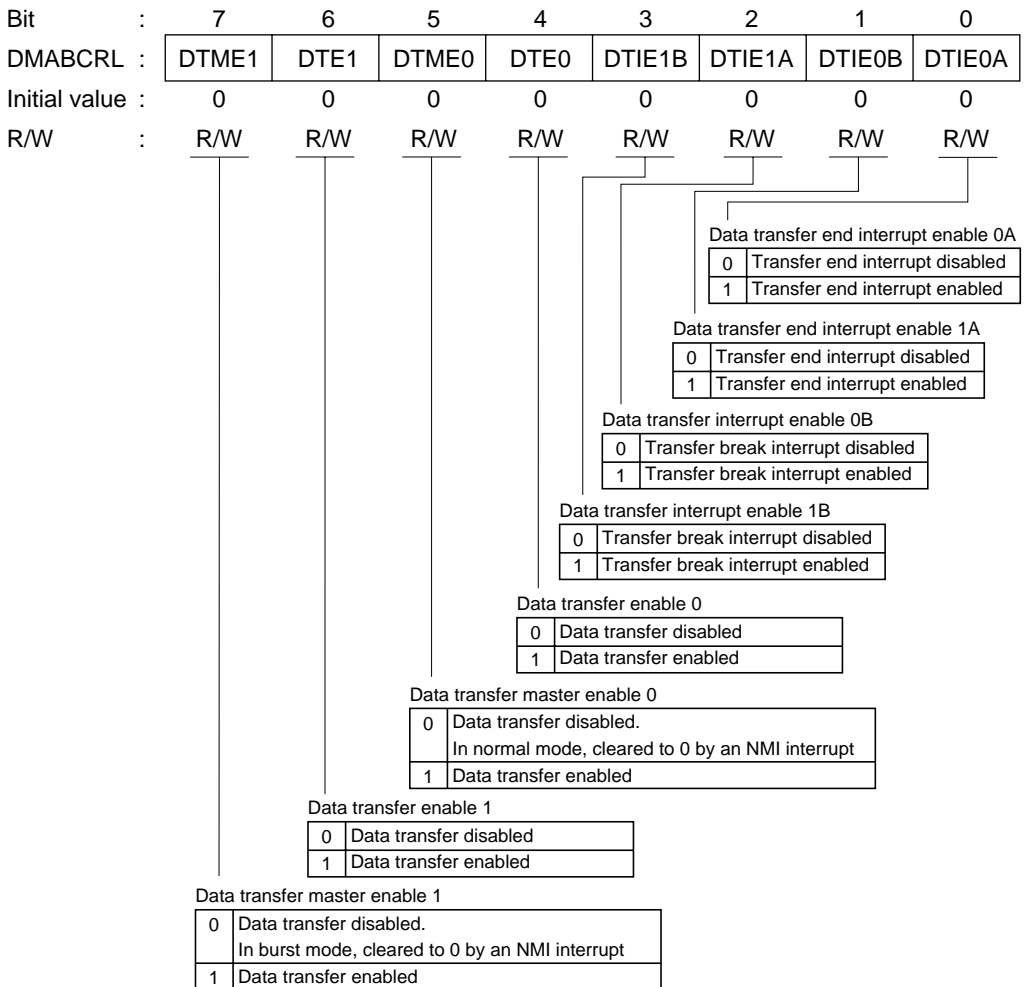 Bit : 7 6 5 4 3 2 1 0
DMABCRL : DTME1 DTE1 DTME0 DTE0 DTIE1B DTIE1A DTIE0B DTIE0A
Initial value : 0 0 0 0 0 0 0 0
R/W : R/W R/W R/W R/W R/W R/W R/W R/W
Data transfer end interrupt enable 0A
0 Transfer end interrupt disabled
1 Transfer end interrupt enabled
Data transfer end interrupt enable 1A
0 Transfer end interrupt disabled
1 Transfer end interrupt enabled
Data transfer interrupt enable 0B
0 Transfer break interrupt disabled
1 Transfer break interrupt enabled
Data transfer interrupt enable 1B
0 Transfer break interrupt disabled
1 Transfer break interrupt enabled
Data transfer enable 0
0 Data transfer disabled
1 Data transfer enabled
Data transfer master enable 0
0 Data transfer disabled.
In normal mode, cleared to 0 by an NMI interrupt
1 Data transfer enabled
Data transfer enable 1
0 Data transfer disabled
1 Data transfer enabled
Data transfer master enable 1
0 Data transfer disabled.
In burst mode, cleared to 0 by an NMI interrupt
1 Data transfer enabled